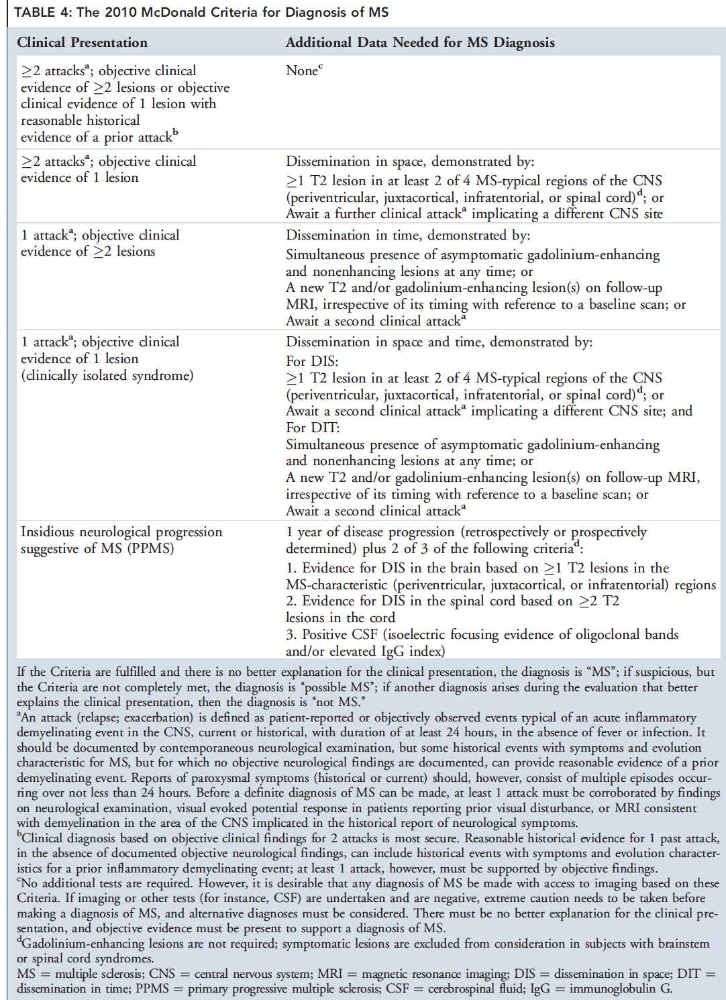 TABLE 4: The 2010 McDonald Criteria for Diagnosis of MS
Clinical Presentation
Additional Data Needed for MS Diagnosis
≥2 attacksᵃ; objective clinical
evidence of ≥2 lesions or objective
clinical evidence of 1 lesion with
reasonable historical
evidence of a prior attackᵇ
Noneᶜ
≥2 attacksᵃ; objective clinical
evidence of 1 lesion
Dissemination in space, demonstrated by:
≥1 T2 lesion in at least 2 of 4 MS-typical regions of the CNS
(periventricular, juxtacortical, infratentorial, or spinal cord)ᵈ; or
Await a further clinical attackᵃ implicating a different CNS site
1 attackᵃ; objective clinical
evidence of ≥2 lesions
Dissemination in time, demonstrated by:
Simultaneous presence of asymptomatic gadolinium-enhancing
and nonenhancing lesions at any time; or
A new T2 and/or gadolinium-enhancing lesion(s) on follow-up
MRI, irrespective of its timing with reference to a baseline scan; or
Await a second clinical attackᵃ
1 attackᵃ; objective clinical
evidence of 1 lesion
(clinically isolated syndrome)
Dissemination in space and time, demonstrated by:
For DIS:
≥1 T2 lesion in at least 2 of 4 MS-typical regions of the CNS
(periventricular, juxtacortical, infratentorial, or spinal cord)ᵈ; or
Await a second clinical attackᵃ implicating a different CNS site; and
For DIT:
Simultaneous presence of asymptomatic gadolinium-enhancing
and nonenhancing lesions at any time; or
A new T2 and/or gadolinium-enhancing lesion(s) on follow-up MRI,
irrespective of its timing with reference to a baseline scan; or
Await a second clinical attackᵃ
Insidious neurological progression
suggestive of MS (PPMS)
1 year of disease progression (retrospectively or prospectively
determined) plus 2 of 3 of the following criteriaᵈ:
1. Evidence for DIS in the brain based on ≥1 T2 lesions in the
MS-characteristic (periventricular, juxtacortical, or infratentorial) regions
2. Evidence for DIS in the spinal cord based on ≥2 T2
lesions in the cord
3. Positive CSF (isoelectric focusing evidence of oligoclonal bands
and/or elevated IgG index)
If the Criteria are fulfilled and there is no better explanation for the clinical presentation, the diagnosis is “MS”; if suspicious, but
the Criteria are not completely met, the diagnosis is “possible MS”; if another diagnosis arises during the evaluation that better
explains the clinical presentation, then the diagnosis is “not MS.”
ᵃAn attack (relapse; exacerbation) is defined as patient-reported or objectively observed events typical of an acute inflammatory
demyelinating event in the CNS, current or historical, with duration of at least 24 hours, in the absence of fever or infection. It
should be documented by contemporaneous neurological examination, but some historical events with symptoms and evolution
characteristic for MS, but for which no objective neurological findings are documented, can provide reasonable evidence of a prior
demyelinating event. Reports of paroxysmal symptoms (historical or current) should, however, consist of multiple episodes occur-
ring over not less than 24 hours. Before a definite diagnosis of MS can be made, at least 1 attack must be corroborated by findings
on neurological examination, visual evoked potential response in patients reporting prior visual disturbance, or MRI consistent
with demyelination in the area of the CNS implicated in the historical report of neurological symptoms.
ᵇClinical diagnosis based on objective clinical findings for 2 attacks is most secure. Reasonable historical evidence for 1 past attack,
in the absence of documented objective neurological findings, can include historical events with symptoms and evolution character-
istics for a prior inflammatory demyelinating event; at least 1 attack, however, must be supported by objective findings.
ᶜNo additional tests are required. However, it is desirable that any diagnosis of MS be made with access to imaging based on these
Criteria. If imaging or other tests (for instance, CSF) are undertaken and are negative, extreme caution needs to be taken before
making a diagnosis of MS, and alternative diagnoses must be considered. There must be no better explanation for the clinical pre-
sentation, and objective evidence must be present to support a diagnosis of MS.
ᵈGadolinium-enhancing lesions are not required; symptomatic lesions are excluded from consideration in subjects with brainstem
or spinal cord syndromes.
MS = multiple sclerosis; CNS = central nervous system; MRI = magnetic resonance imaging; DIS = dissemination in space; DIT =
dissemination in time; PPMS = primary progressive multiple sclerosis; CSF = cerebrospinal fluid; IgG = immunoglobulin G.